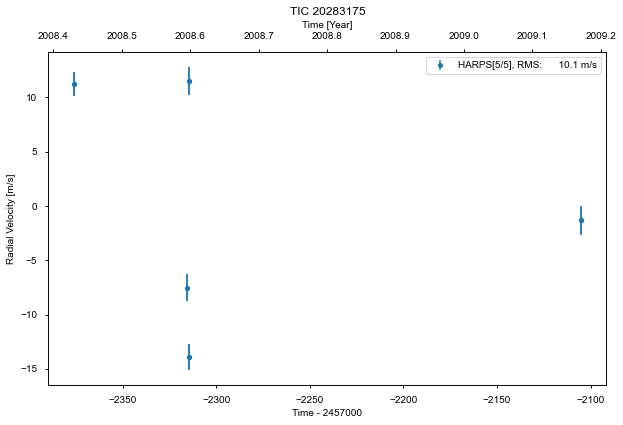 TIC 20283175
Time [Year]
2008.4 2008.5 2008.6 2008.7 2008.8 2008.9 2009.0 2009.1 2009.2
HARPS[5/5], RMS: 10.1 m/s
10
5
0
−5
−10
−15
Radial Velocity [m/s]
−2350 −2300 −2250 −2200 −2150 −2100
Time - 2457000